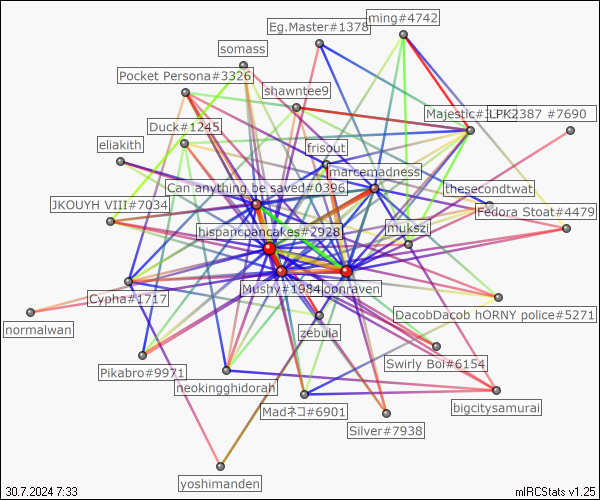 Eg.Master#1378
ming#4742
somass
Pocket Persona#3326
shawntee9
Majestic#3
LPK2387 #7690
Duck#1245
frisout
eliakith
marcemadness
Can anything be saved#0396
thesecondtwat
JKOUYH VIII#7034
Fedora Stoat#4479
hispanicpancakes#2928
mukszi
Mushy#1984
onraven
Cypha#1717
DacobDacob hORNY police#5271
normalwan
zebula
Swirly Boi#6154
Pikabro#9971
neokingghidorah
bigcitysamurai
Madネコ#6901
Silver#7938
yoshimanden
30.7.2024 7:33
mIRCStats v1.25